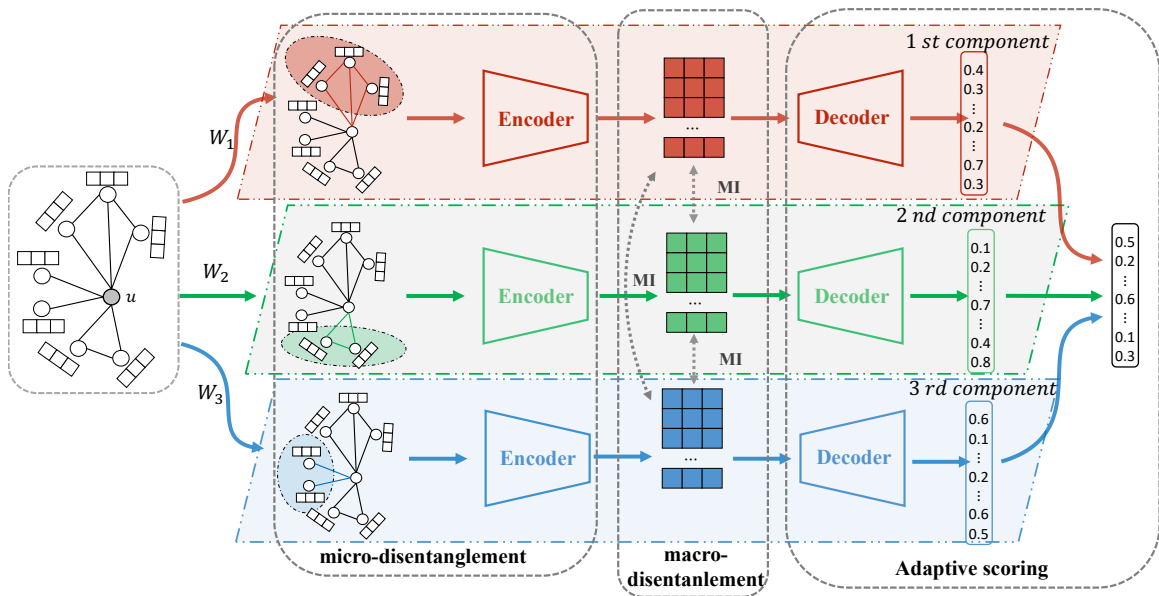 1 st component
0.4
0.3
⋮
0.2
⋮
0.7
0.3
W1
Encoder
...
Decoder
MI
2 nd component
0.1
0.2
⋮
0.7
⋮
0.4
0.8
u
W2
Encoder
MI
...
Decoder
0.5
0.2
⋮
0.6
⋮
0.1
0.3
MI
3 rd component
0.6
0.1
⋮
0.2
⋮
0.6
0.5
W3
Encoder
...
Decoder
micro-disentanglement
macro-
disentanlement
Adaptive scoring